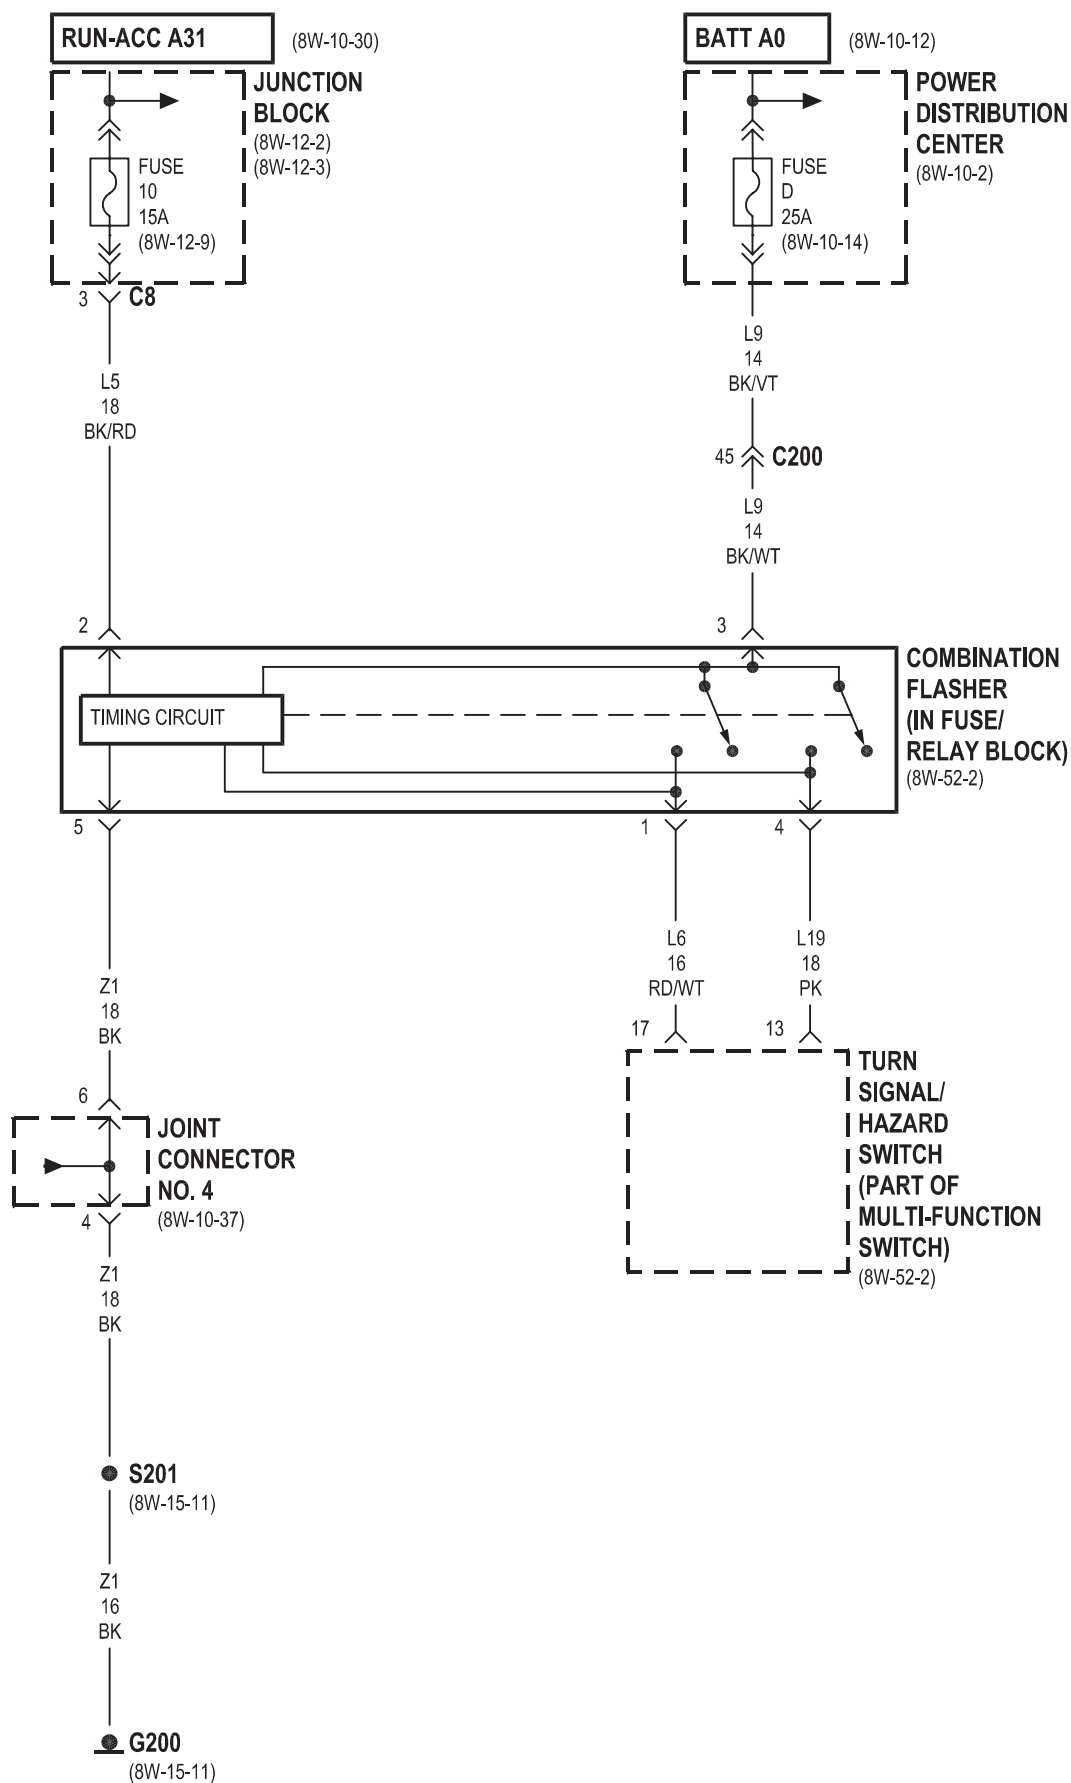 RUN-ACC A31
(8W-10-30)
JUNCTION
BLOCK
(8W-12-2)
(8W-12-3)
FUSE
10
15A
(8W-12-9)
3
C8
L5
18
BK/RD
BATT A0
(8W-10-12)
POWER
DISTRIBUTION
CENTER
(8W-10-2)
FUSE
D
25A
(8W-10-14)
L9
14
BK/VT
45
C200
L9
14
BK/WT
2
3
COMBINATION
FLASHER
(IN FUSE/
RELAY BLOCK)
(8W-52-2)
TIMING CIRCUIT
5
1
4
Z1
18
BK
L6
16
RD/WT
L19
18
PK
17
13
TURN
SIGNAL/
HAZARD
SWITCH
(PART OF
MULTI-FUNCTION
SWITCH)
(8W-52-2)
6
JOINT
CONNECTOR
NO. 4
(8W-10-37)
4
Z1
18
BK
S201
(8W-15-11)
Z1
16
BK
G200
(8W-15-11)